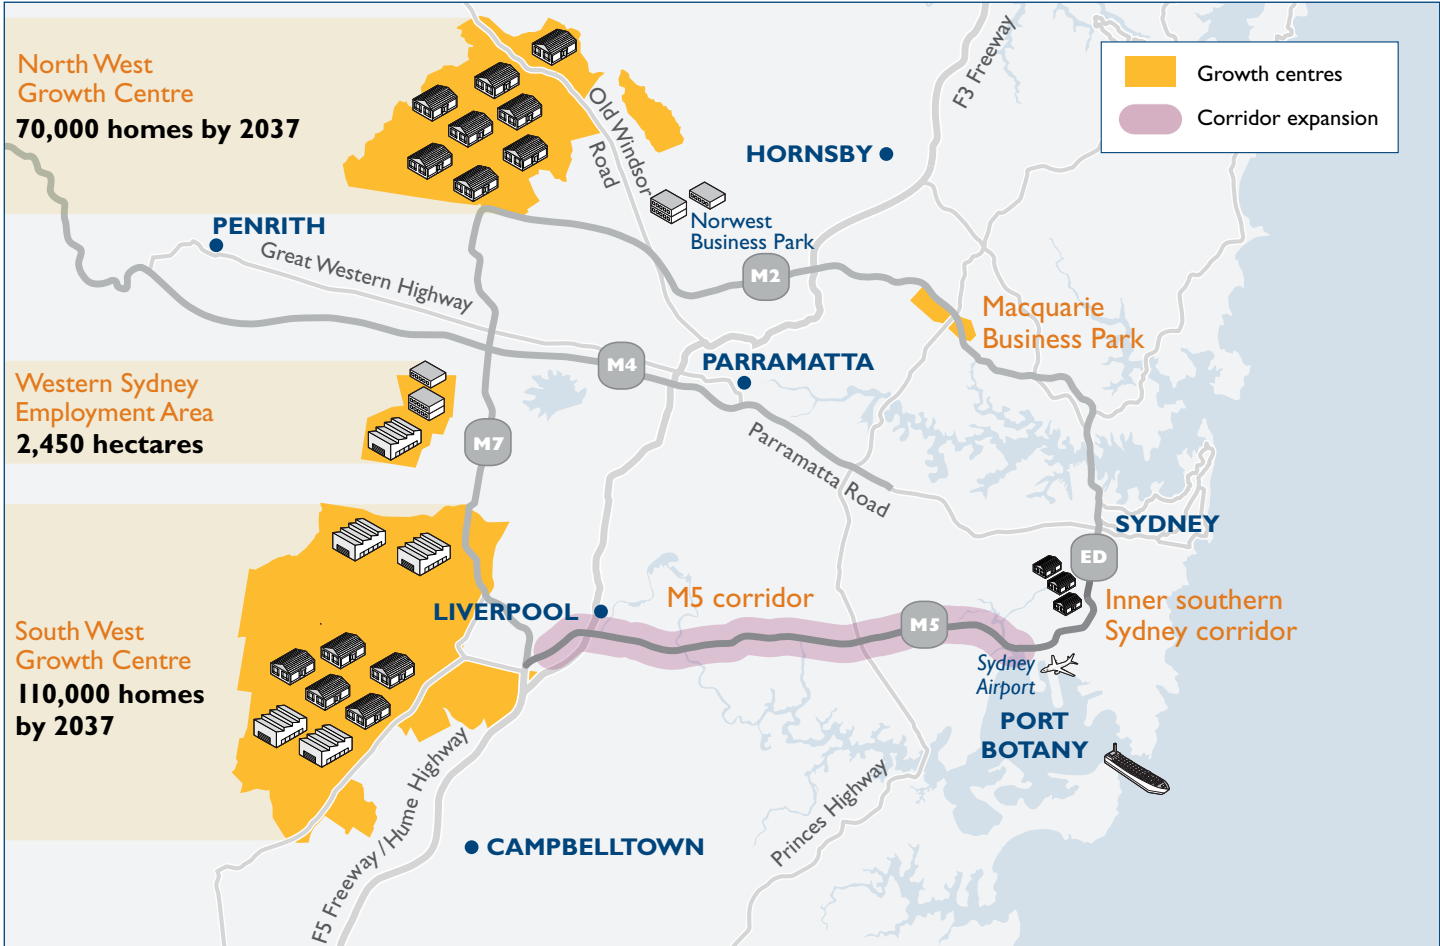 North West
Growth Centre
70,000 homes by 2037
Growth centres
Corridor expansion
F3 Freeway
Old Windsor
Road
HORNSBY
Norwest
Business Park
PENRITH
Great Western Highway
M2
Macquarie
Business Park
Western Sydney
Employment Area
2,450 hectares
M4
PARRAMATTA
M7
Parramatta Road
SYDNEY
ED
LIVERPOOL
M5 corridor
M5
Inner southern
Sydney corridor
South West
Growth Centre
110,000 homes
by 2037
Sydney
Airport
PORT
BOTANY
F5 Freeway / Hume Highway
Princes Highway
CAMPBELLTOWN